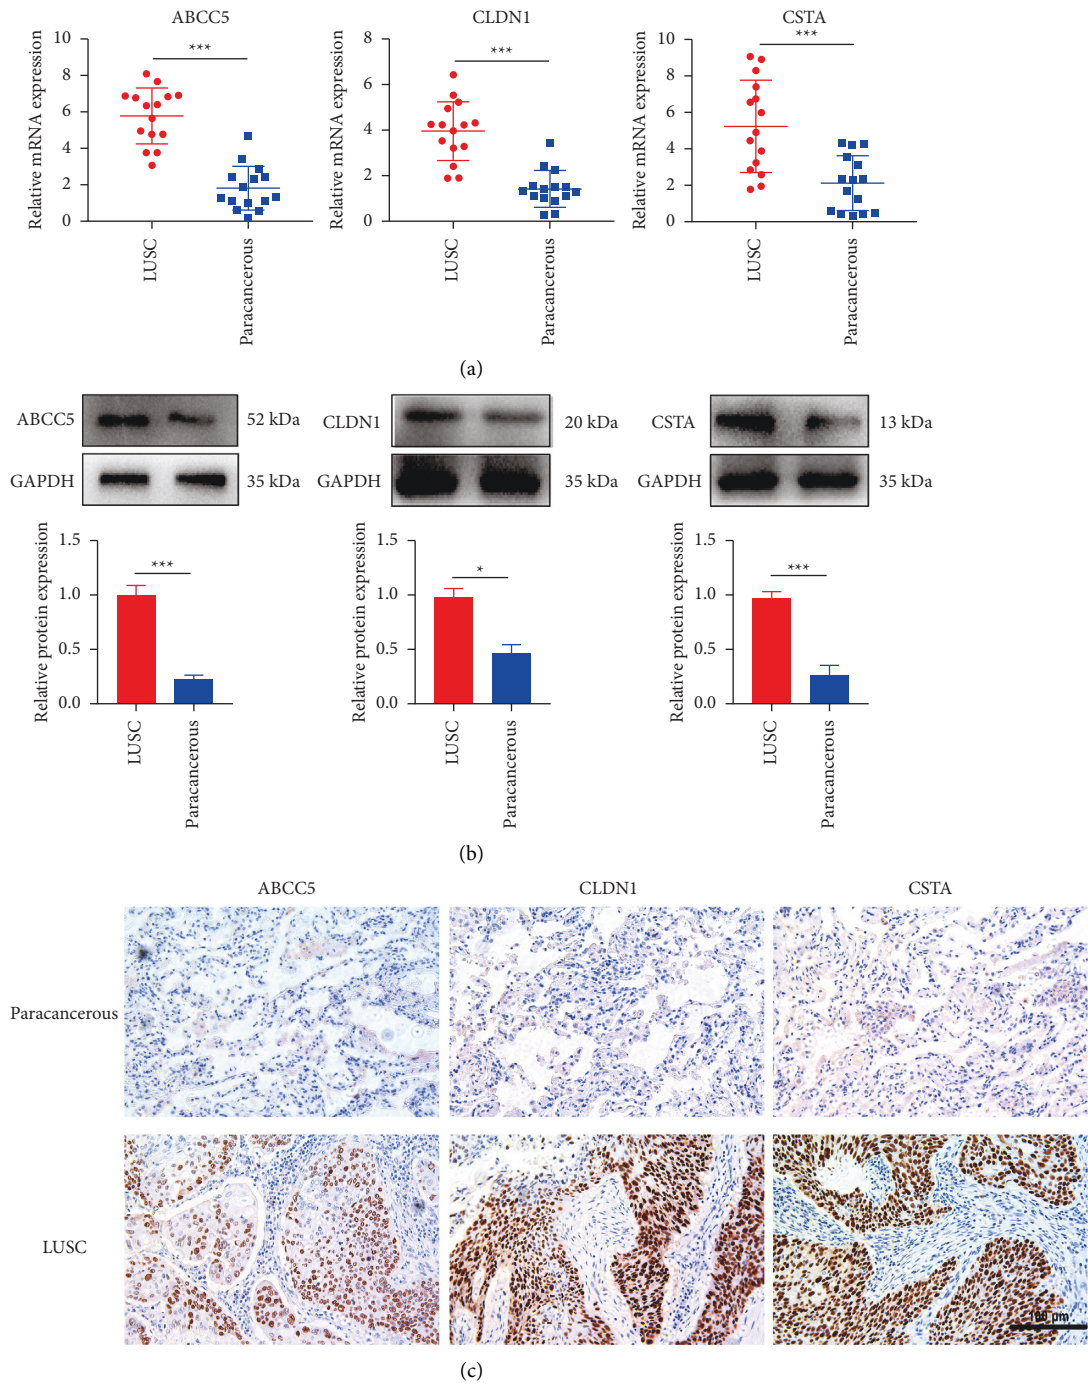 ABCC5
CLDN1
CSTA
Relative mRNA expression
10
8
6
4
2
0
***
LUSC
Paracancerous
Relative mRNA expression
8
6
4
2
0
***
LUSC
Paracancerous
Relative mRNA expression
10
8
6
4
2
0
***
LUSC
Paracancerous
(a)
ABCC5
52 kDa
GAPDH
35 kDa
CLDN1
20 kDa
GAPDH
35 kDa
CSTA
13 kDa
GAPDH
35 kDa
Relative protein expression
1.5
1.0
0.5
0.0
***
LUSC
Paracancerous
Relative protein expression
1.5
1.0
0.5
0.0
*
LUSC
Paracancerous
Relative protein expression
1.5
1.0
0.5
0.0
***
LUSC
Paracancerous
(b)
ABCC5
CLDN1
CSTA
Paracancerous
LUSC
100 μm
(c)